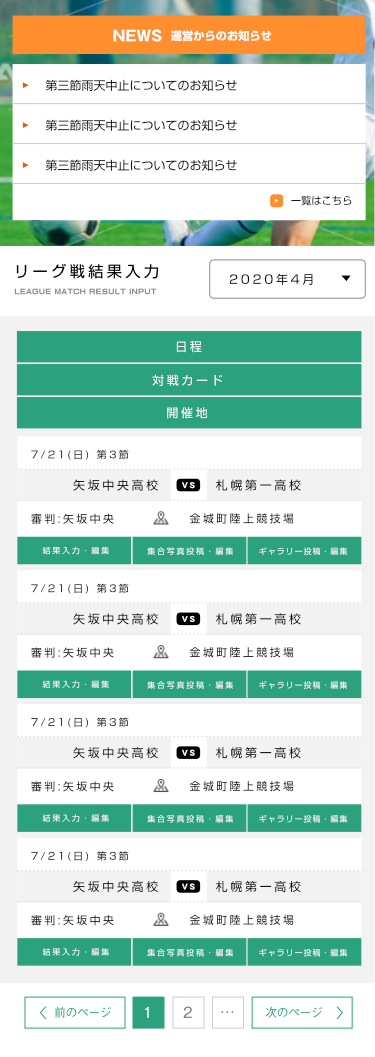 NEWS 運営からのお知らせ
第三節雨天中止についてのお知らせ
第三節雨天中止についてのお知らせ
第三節雨天中止についてのお知らせ
一覧はこちら
リーグ戦結果入力
LEAGUE MATCH RESULT INPUT
2020年4月
日程
対戦カード
開催地
7/21(日) 第3節
矢坂中央高校 VS 札幌第一高校
審判:矢坂中央 金城町陸上競技場
結果入力・編集 集合写真投稿・編集 ギャラリー投稿・編集
7/21(日) 第3節
矢坂中央高校 VS 札幌第一高校
審判:矢坂中央 金城町陸上競技場
結果入力・編集 集合写真投稿・編集 ギャラリー投稿・編集
7/21(日) 第3節
矢坂中央高校 VS 札幌第一高校
審判:矢坂中央 金城町陸上競技場
結果入力・編集 集合写真投稿・編集 ギャラリー投稿・編集
7/21(日) 第3節
矢坂中央高校 VS 札幌第一高校
審判:矢坂中央 金城町陸上競技場
結果入力・編集 集合写真投稿・編集 ギャラリー投稿・編集
前のページ 1 2 … 次のページ